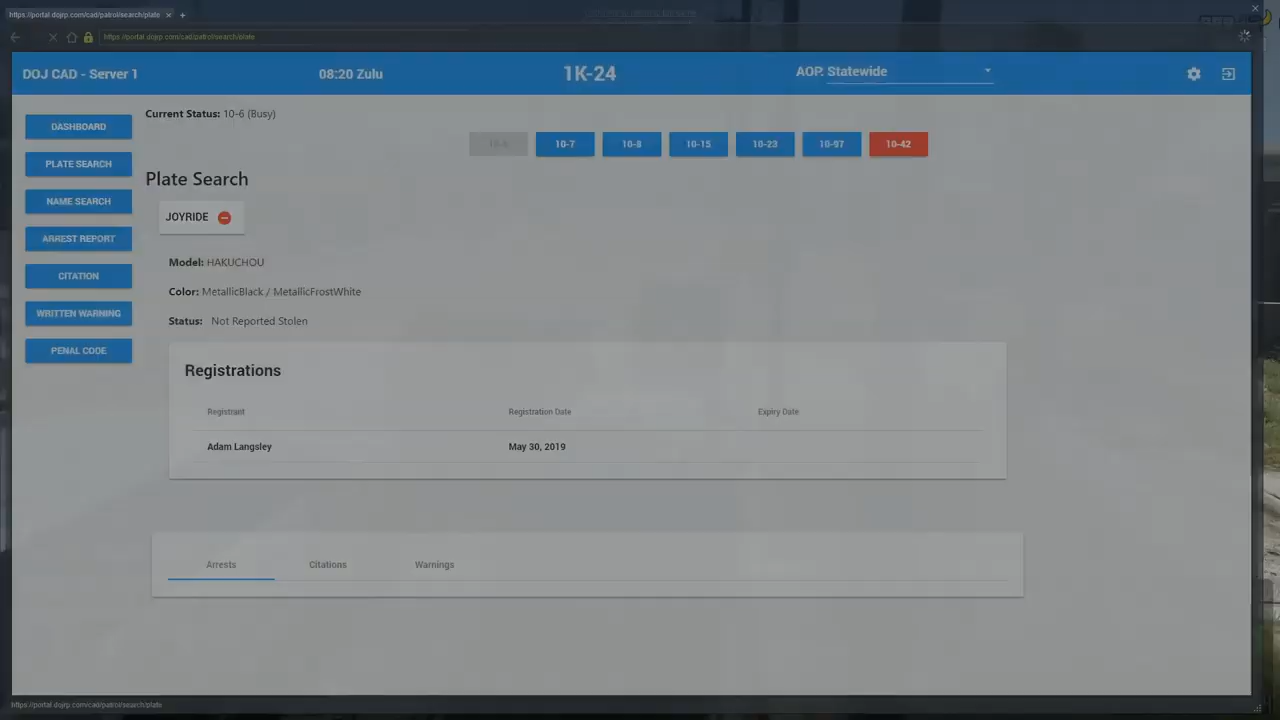 https://portal.dojrp.com/cad/patrol/search/plate
https://portal.dojrp.com/cad/patrol/search/plate
DOJ CAD - Server 1
08:20 Zulu
1K-24
AOP: Statewide
Current Status: 10-6 (Busy)
DASHBOARD
10-6
10-7
10-8
10-15
10-23
10-97
10-42
PLATE SEARCH
Plate Search
NAME SEARCH
JOYRIDE
ARREST REPORT
Model: HAKUCHOU
CITATION
Color: MetallicBlack / MetallicFrostWhite
WRITTEN WARNING
Status: Not Reported Stolen
PENAL CODE
Registrations
Registrant
Registration Date
Expiry Date
Adam Langsley
May 30, 2019
Arrests
Citations
Warnings
https://portal.dojrp.com/cad/patrol/search/plate